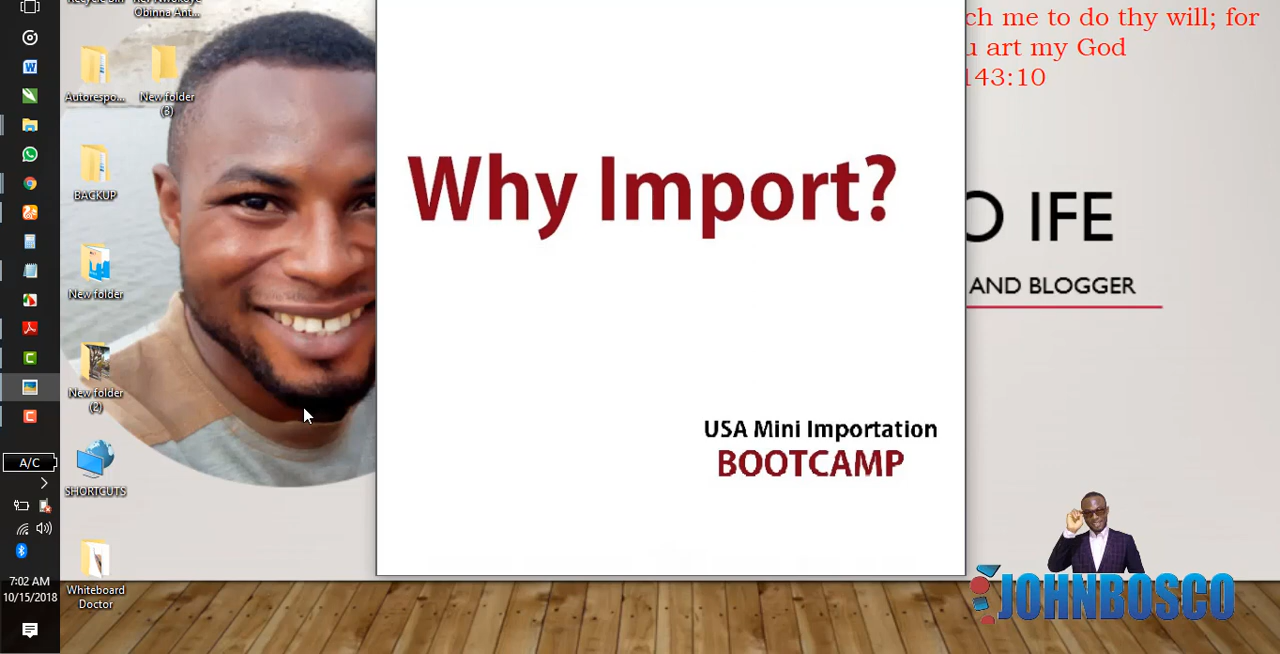 Obinna Ant...
ch me to do thy will; for
u art my God
143:10
Autorespo...
New folder
(3)
Why Import?
BACKUP
O IFE
AND BLOGGER
New folder
New folder
(2)
USA Mini Importation
BOOTCAMP
A/C
SHORTCUTS
7:02 AM
10/15/2018
Whiteboard
Doctor
JOHNBOSCO